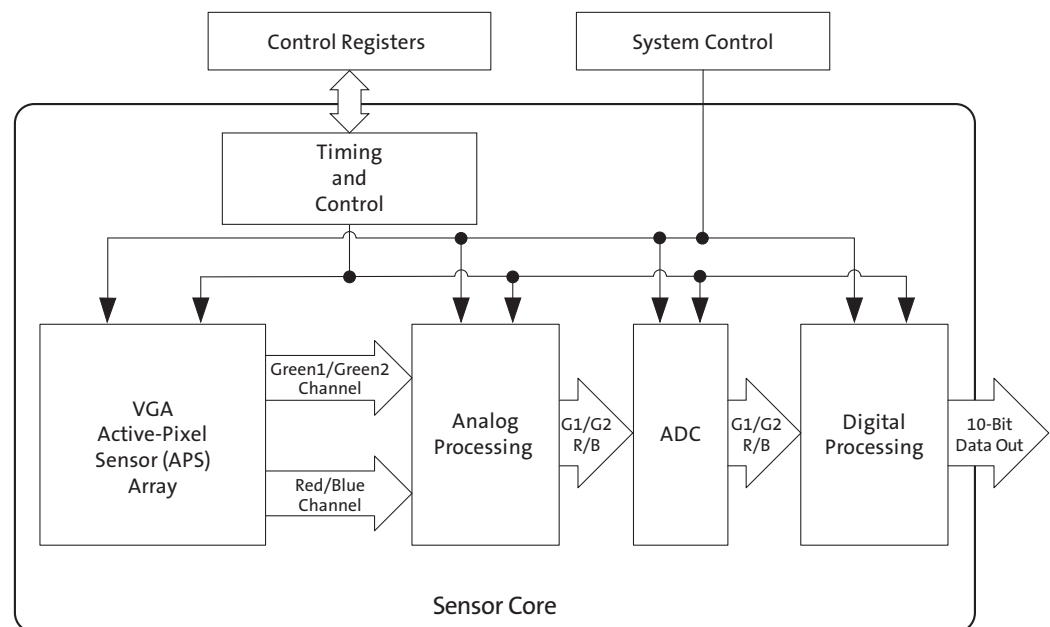 Control Registers
System Control
Timing
and
Control
VGA
Active-Pixel
Sensor (APS)
Array
Green1/Green2
Channel
Red/Blue
Channel
Analog
Processing
G1/G2
R/B
ADC
G1/G2
R/B
Digital
Processing
10-Bit
Data Out
Sensor Core